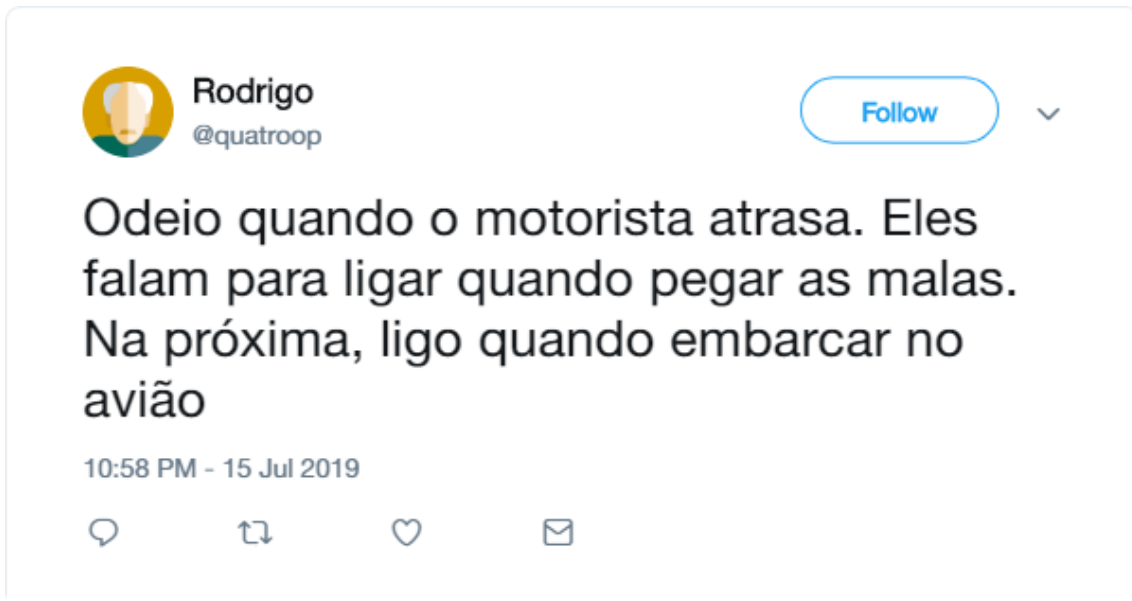 Rodrigo
@quatroop
Follow
Odeio quando o motorista atrasa. Eles
falam para ligar quando pegar as malas.
Na próxima, ligo quando embarcar no
avião
10:58 PM - 15 Jul 2019